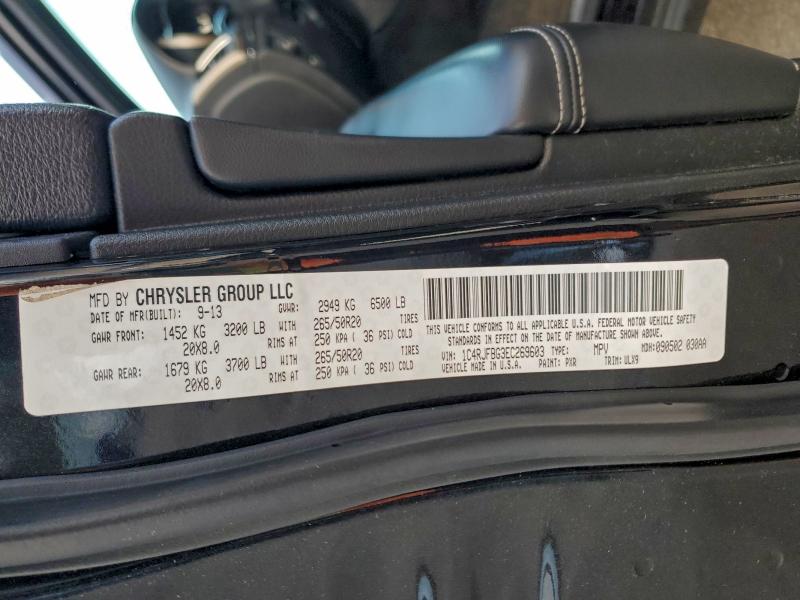 MFD BY CHRYSLER GROUP LLC
DATE OF MFR(BUILT): 9-13 GVWR: 2949 KG 6500 LB
GAWR FRONT: 1452 KG 3200 LB WITH 265/50R20 TIRES
20X8.0 RIMS AT 250 KPA ( 36 PSI) COLD
GAWR REAR: 1679 KG 3700 LB WITH 265/50R20 TIRES
20X8.0 RIMS AT 250 KPA ( 36 PSI) COLD
THIS VEHICLE CONFORMS TO ALL APPLICABLE U.S.A. FEDERAL MOTOR VEHICLE SAFETY
STANDARDS IN EFFECT ON THE DATE OF MANUFACTURE SHOWN ABOVE.
VIN: 1C4RJFBG3EC269603 TYPE: MPV MDH: 090502 030AA
VEHICLE MADE IN U.S.A. PAINT: PXR TRIM: ULX9